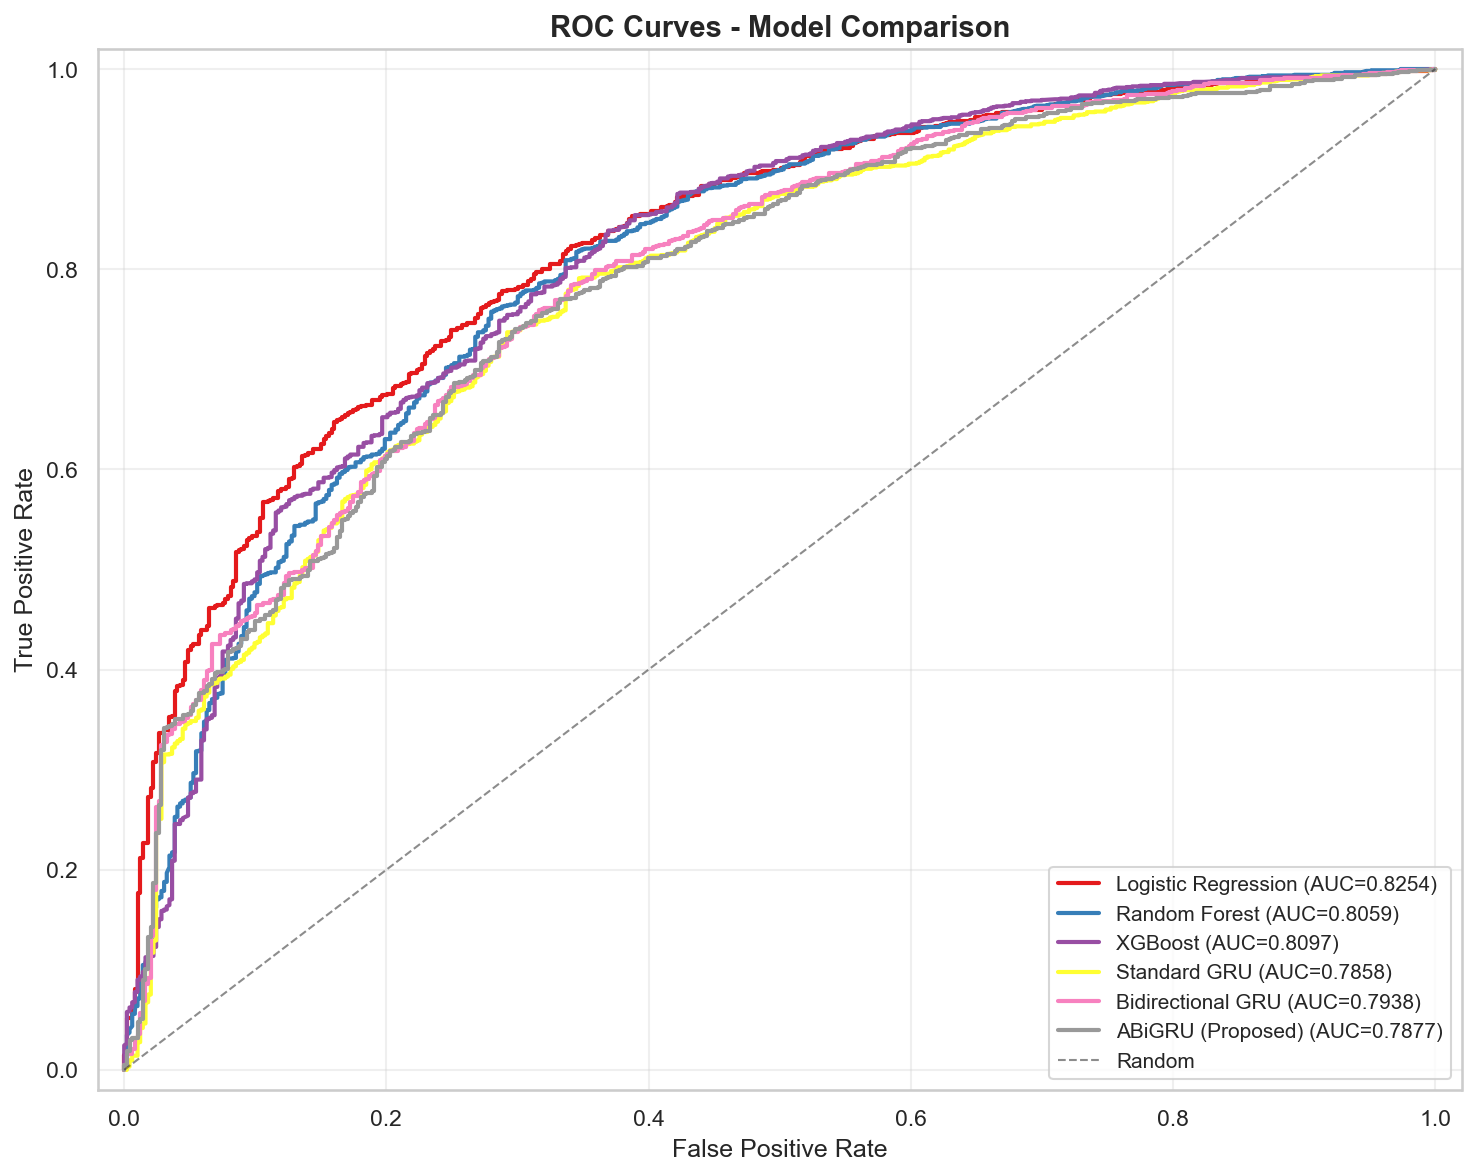 ROC Curves - Model Comparison
True Positive Rate
1.0
0.8
0.6
0.4
0.2
0.0
0.0 0.2 0.4 0.6 0.8 1.0
False Positive Rate
Logistic Regression (AUC=0.8254)
Random Forest (AUC=0.8059)
XGBoost (AUC=0.8097)
Standard GRU (AUC=0.7858)
Bidirectional GRU (AUC=0.7938)
ABiGRU (Proposed) (AUC=0.7877)
Random